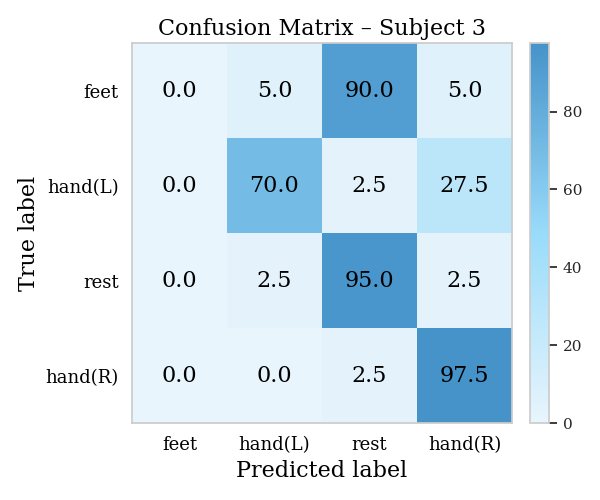 Confusion Matrix – Subject 3
feet 0.0 5.0 90.0 5.0
hand(L) 0.0 70.0 2.5 27.5
rest 0.0 2.5 95.0 2.5
hand(R) 0.0 0.0 2.5 97.5
feet hand(L) rest hand(R)
Predicted label
True label
80
60
40
20
0